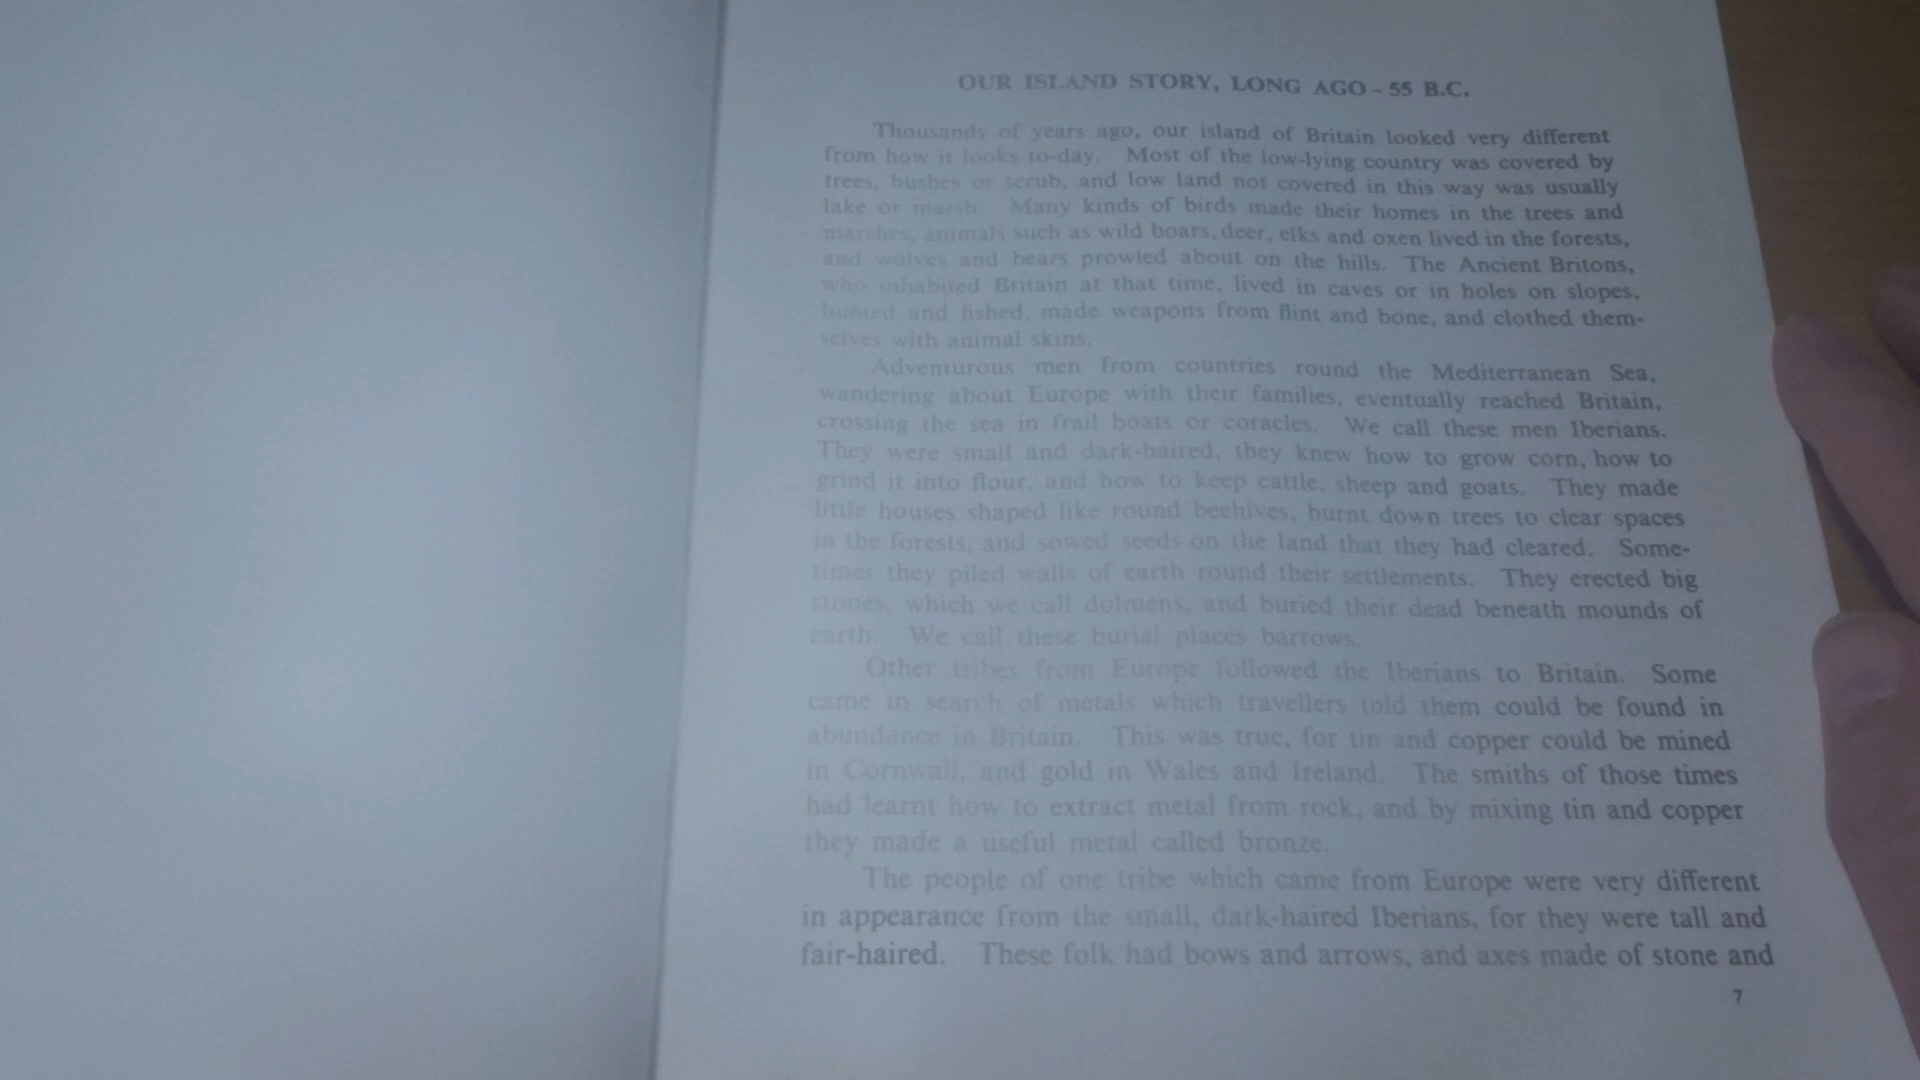 OUR ISLAND STORY, LONG AGO – 55 B.C.
Thousands of years ago, our island of Britain looked very different
from how it looks to-day. Most of the low-lying country was covered by
trees, bushes or scrub, and low land not covered in this way was usually
lake or marsh. Many kinds of birds made their homes in the trees and
marshes, animals such as wild boars, deer, elks and oxen lived in the forests,
and wolves and bears prowled about on the hills. The Ancient Britons,
who inhabited Britain at that time, lived in caves or in holes on slopes,
hunted and fished, made weapons from flint and bone, and clothed them-
selves with animal skins.
Adventurous men from countries round the Mediterranean Sea,
wandering about Europe with their families, eventually reached Britain,
crossing the sea in frail boats or coracles. We call these men Iberians.
They were small and dark-haired, they knew how to grow corn, how to
grind it into flour, and how to keep cattle, sheep and goats. They made
little houses shaped like round beehives, burnt down trees to clear spaces
in the forests, and sowed seeds on the land that they had cleared. Some-
times they piled walls of earth round their settlements. They erected big
stones, which we call dolmens, and buried their dead beneath mounds of
earth. We call these burial places barrows.
Other tribes from Europe followed the Iberians to Britain. Some
came in search of metals which travellers told them could be found in
abundance in Britain. This was true, for tin and copper could be mined
in Cornwall, and gold in Wales and Ireland. The smiths of those times
had learnt how to extract metal from rock, and by mixing tin and copper
they made a useful metal called bronze.
The people of one tribe which came from Europe were very different
in appearance from the small, dark-haired Iberians, for they were tall and
fair-haired. These folk had bows and arrows, and axes made of stone and
7